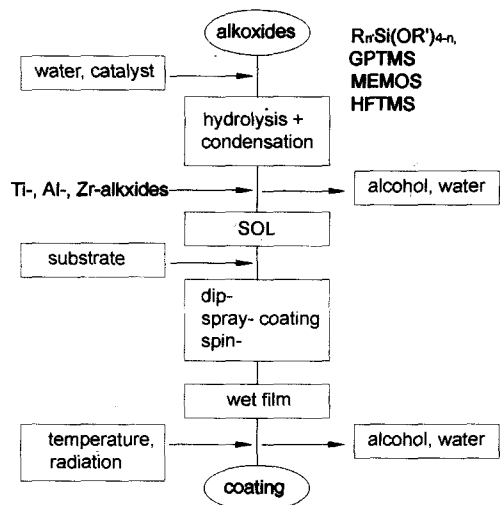 alkoxides
RnSi(OR')4-n,
GPTMS
MEMOS
HFTMS
water, catalyst
hydrolysis +
condensation
Ti-, Al-, Zr-alkxides
alcohol, water
SOL
substrate
dip-
spray- coating
spin-
wet film
temperature,
radiation
alcohol, water
coating